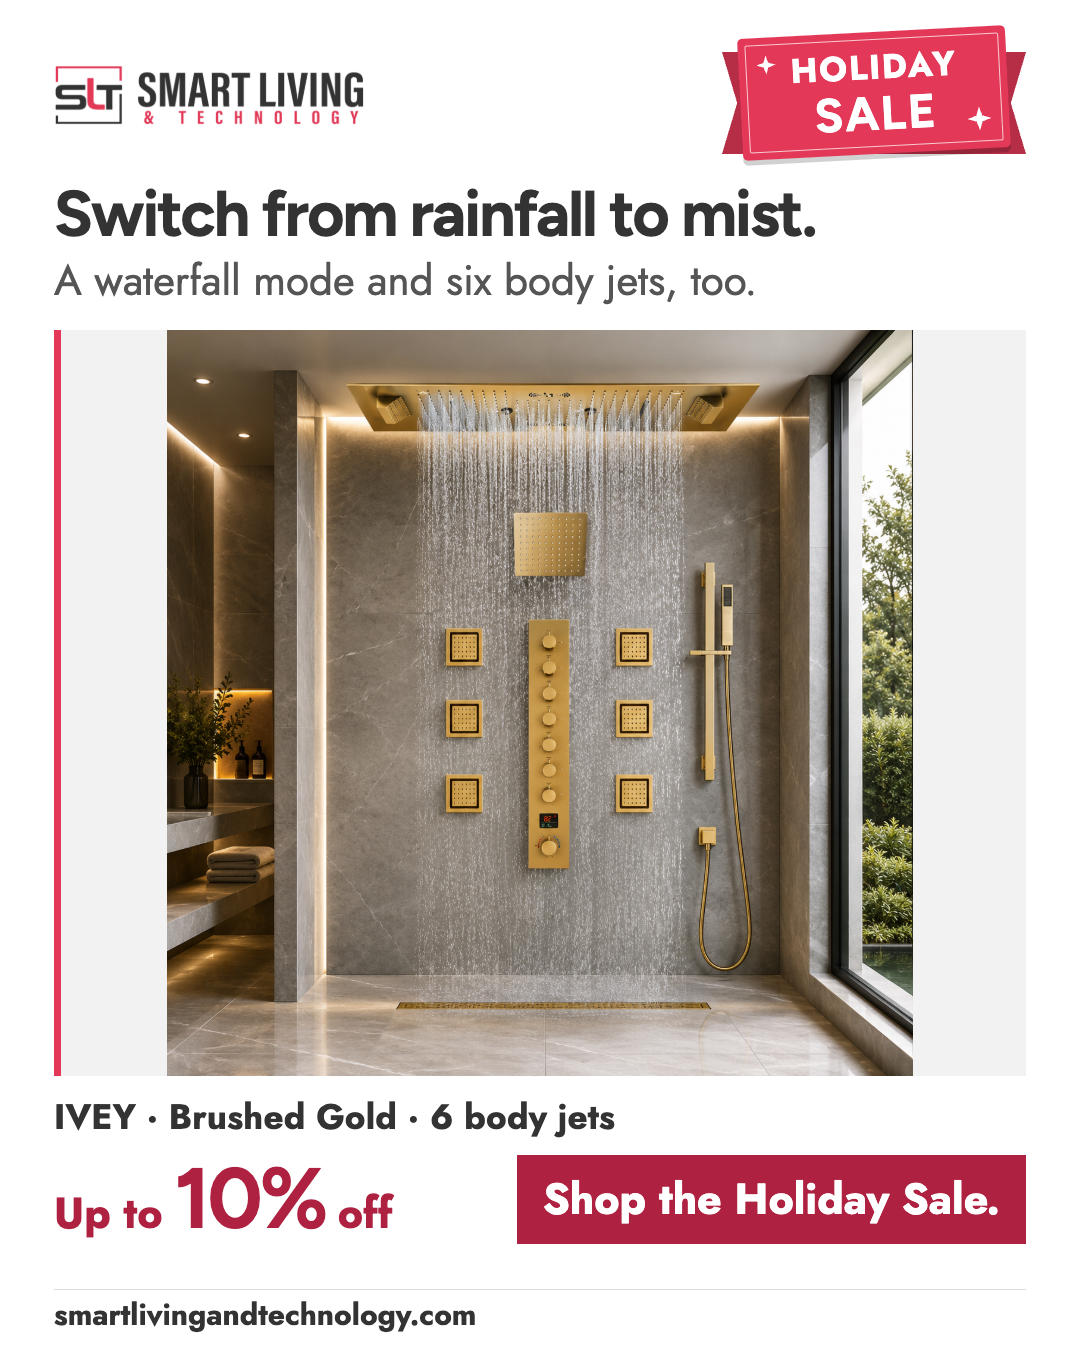 SLT SMART LIVING
& TECHNOLOGY
HOLIDAY
SALE
Switch from rainfall to mist.
A waterfall mode and six body jets, too.
IVEY · Brushed Gold · 6 body jets
Up to 10% off
Shop the Holiday Sale.
smartlivingandtechnology.com